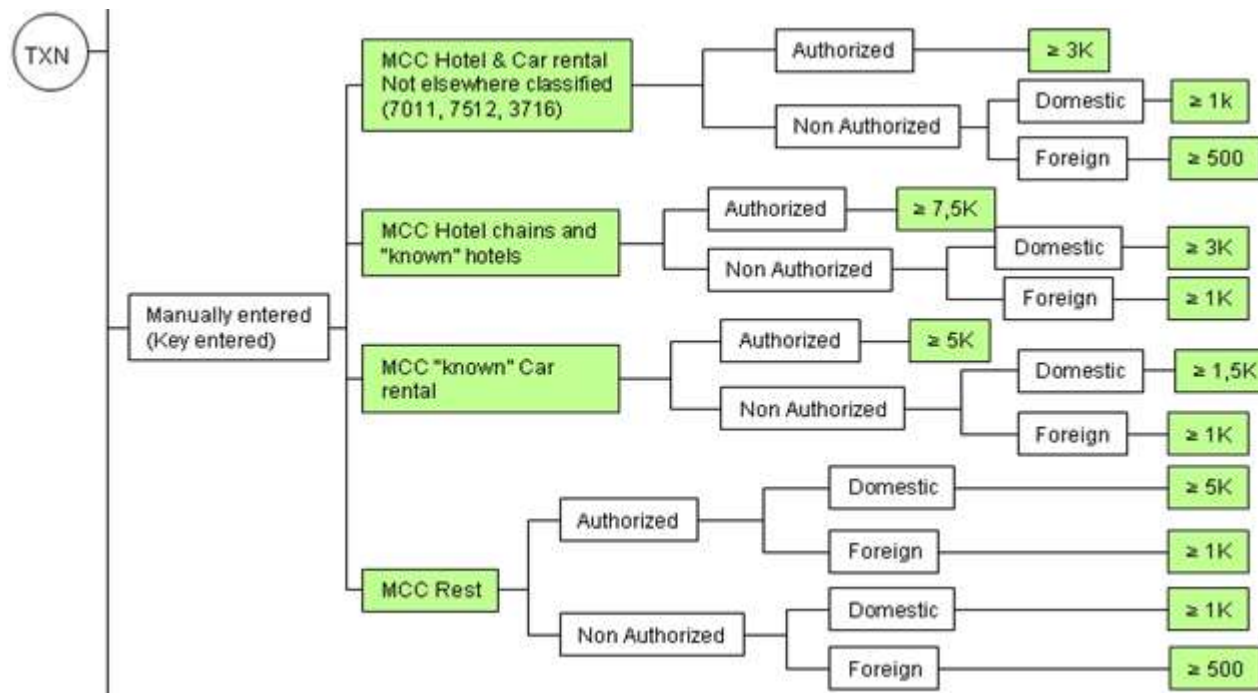 TXN
Manually entered
(Key entered)
MCC Hotel & Car rental
Not elsewhere classified
(7011, 7512, 3716)
Authorized
≥ 3K
Non Authorized
Domestic
≥ 1k
Foreign
≥ 500
MCC Hotel chains and
"known" hotels
Authorized
≥ 7,5K
Non Authorized
Domestic
≥ 3K
Foreign
≥ 1K
MCC "known" Car
rental
Authorized
≥ 5K
Non Authorized
Domestic
≥ 1,5K
Foreign
≥ 1K
MCC Rest
Authorized
Domestic
≥ 5K
Foreign
≥ 1K
Non Authorized
Domestic
≥ 1K
Foreign
≥ 500